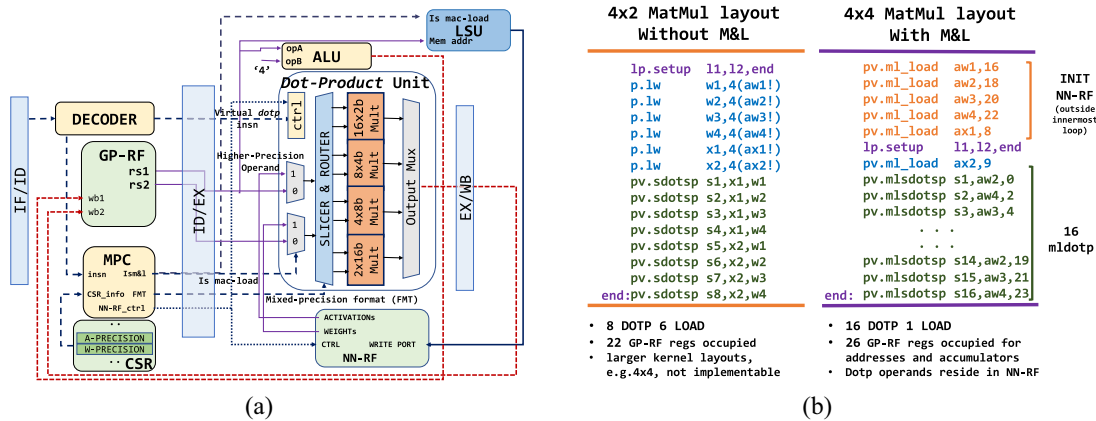 Is mac-load
LSU
Mem addr
opA
opB
ALU
‘4’
Dot-Product Unit
IF/ID
DECODER
Virtual dotp
insn
ctrl
GP-RF
rs1
rs2
wb1
wb2
ID/EX
Higher-Precision
Operand
1
0
1
0
SLICER & ROUTER
16x2b
Mult
8x4b
Mult
4x8b
Mult
2x16b
Mult
Output Mux
EX/WB
MPC
insn Ism&l
CSR_info FMT
NN-RF_ctrl
Is mac-load
Mixed-precision format (FMT)
..
A-PRECISION
W-PRECISION
..
CSR
ACTIVATIONs
WEIGHTs
CTRL WRITE PORT
NN-RF
(a)
4x2 MatMul layout
Without M&L
lp.setup l1,l2,end
p.lw w1,4(aw1!)
p.lw w2,4(aw2!)
p.lw w3,4(aw3!)
p.lw w4,4(aw4!)
p.lw x1,4(ax1!)
p.lw x2,4(ax2!)
pv.sdotsp s1,x1,w1
pv.sdotsp s2,x1,w2
pv.sdotsp s3,x1,w3
pv.sdotsp s4,x1,w4
pv.sdotsp s5,x2,w1
pv.sdotsp s6,x2,w2
pv.sdotsp s7,x2,w3
end:pv.sdotsp s8,x2,w4
• 8 DOTP 6 LOAD
• 22 GP-RF regs occupied
• larger kernel layouts,
e.g.4x4, not implementable
4x4 MatMul layout
With M&L
pv.ml_load aw1,16
pv.ml_load aw2,18
pv.ml_load aw3,20
pv.ml_load aw4,22
pv.ml_load ax1,8
lp.setup l1,l2,end
pv.ml_load ax2,9
pv.mlsdotsp s1,aw2,0
pv.mlsdotsp s2,aw4,2
pv.mlsdotsp s3,aw3,4
. . .
. . .
pv.mlsdotsp s14,aw2,19
pv.mlsdotsp s15,aw3,21
end: pv.mlsdotsp s16,aw4,23
INIT
NN-RF
(outside
innermost
loop)
16
mldotp
• 16 DOTP 1 LOAD
• 26 GP-RF regs occupied for
addresses and accumulators
• Dotp operands reside in NN-RF
(b)